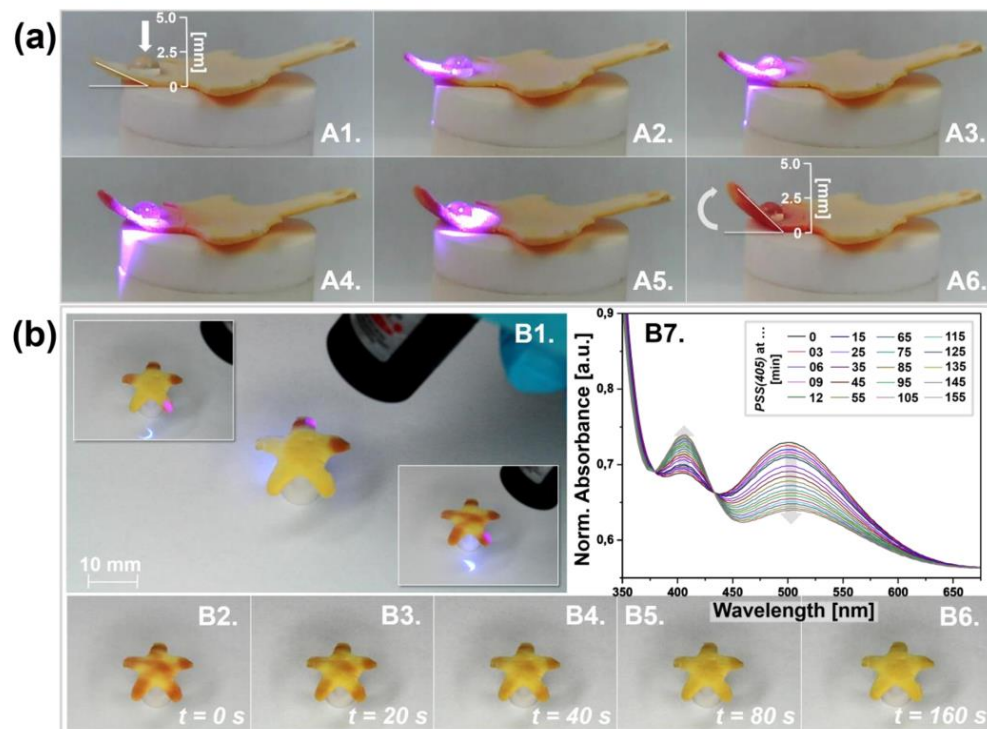 (a)
5.0
2.5
0
[mm]
A1.
A2.
A3.
A4.
A5.
5.0
2.5
0
[mm]
A6.
(b)
B1.
10 mm
B7.
Norm. Absorbance [a.u.]
0,9
0,8
0,7
0,6
PSS(405) at ...
[min]
0 15 65 115
03 25 75 125
06 35 85 135
09 45 95 145
12 55 105 155
350 400 450 500 550 600 650
Wavelength [nm]
B2.
B3.
B4.
B5.
B6.
t = 0 s
t = 20 s
t = 40 s
t = 80 s
t = 160 s